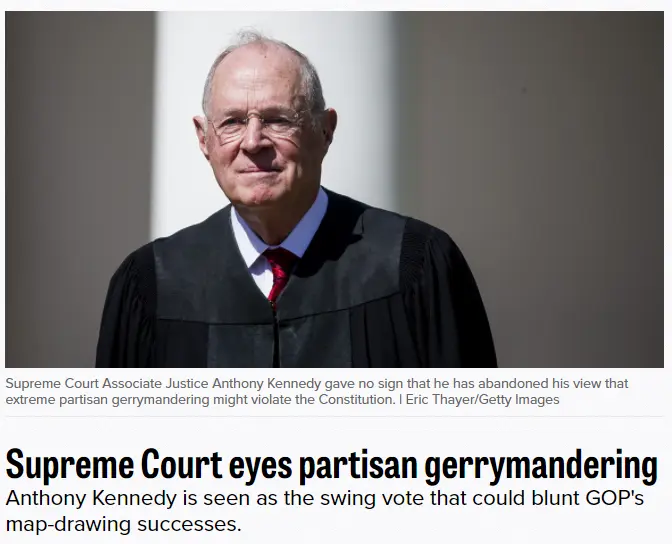 Supreme Court Associate Justice Anthony Kennedy gave no sign that he has abandoned his view that
extreme partisan gerrymandering might violate the Constitution. | Eric Thayer/Getty Images
Supreme Court eyes partisan gerrymandering
Anthony Kennedy is seen as the swing vote that could blunt GOP's
map-drawing successes.